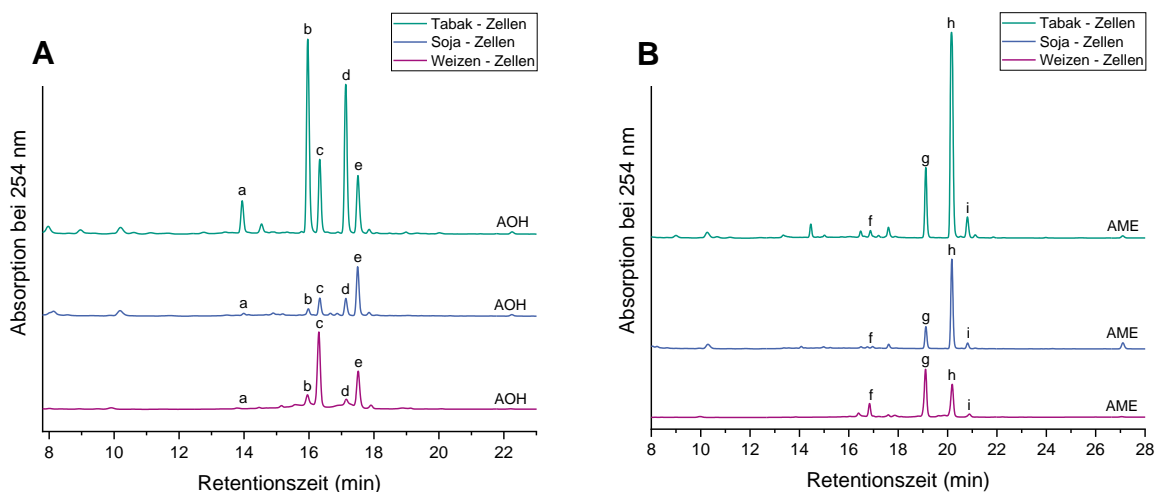 A
Tabak - Zellen
Soja - Zellen
Weizen - Zellen
b
d
c
e
a
AOH
e
c
d
b
a
AOH
c
e
b
d
a
AOH
Absorption bei 254 nm
8 10 12 14 16 18 20 22
Retentionszeit (min)
B
Tabak - Zellen
Soja - Zellen
Weizen - Zellen
h
g
i
f
AME
h
g
i
f
AME
g
h
f
i
AME
Absorption bei 254 nm
8 10 12 14 16 18 20 22 24 26 28
Retentionszeit (min)